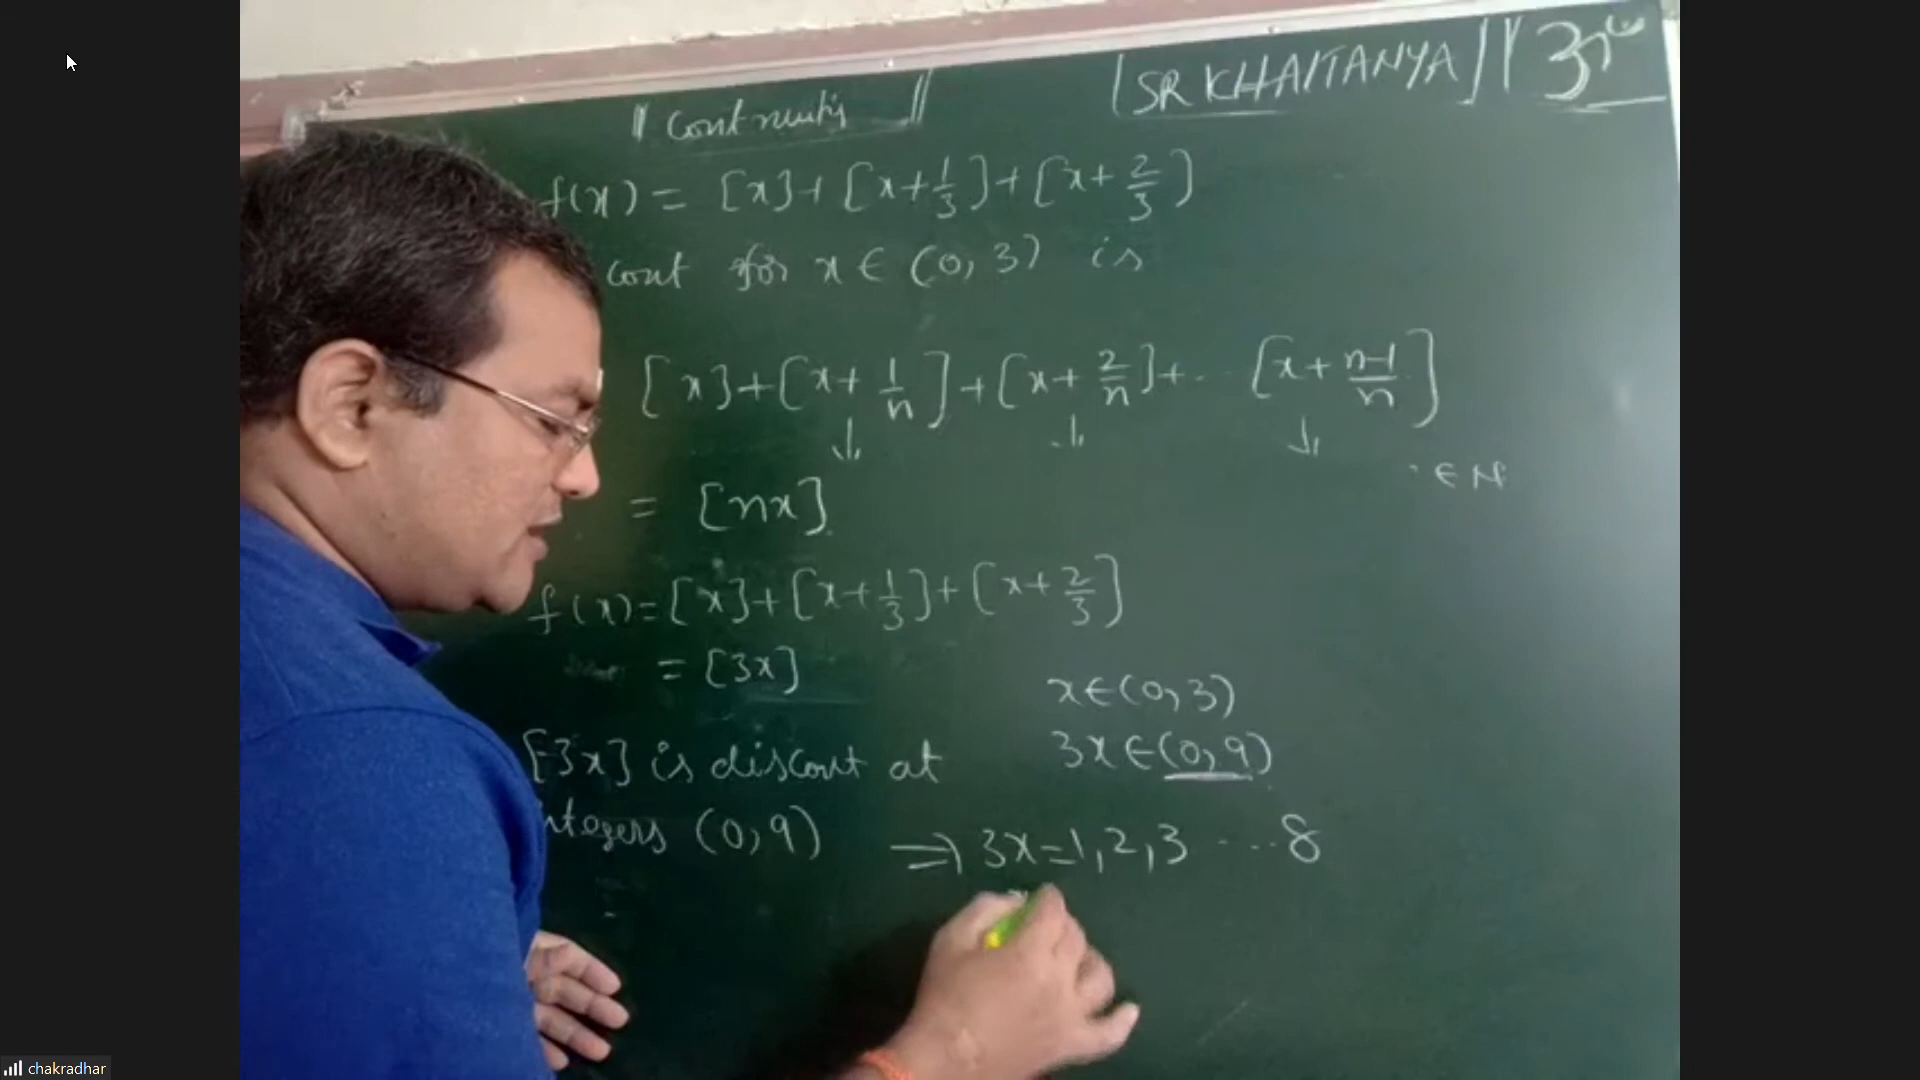 || Continuity || |SR KHAITANYA||
f(x) = [x]+[x+1/3]+[x+2/3]
cont for x ∈ (0, 3) is
[x]+[x+1/n]+[x+2/n]+.. [x+(n-1)/n]
∈ N
= [nx].
f(x)=[x]+[x+1/3]+[x+2/3]
= [3x]
x∈(0,3)
[3x] is discont at 3x∈(0,9)
ntegers (0,9) ⇒ 3x=1,2,3 ...8
chakradhar